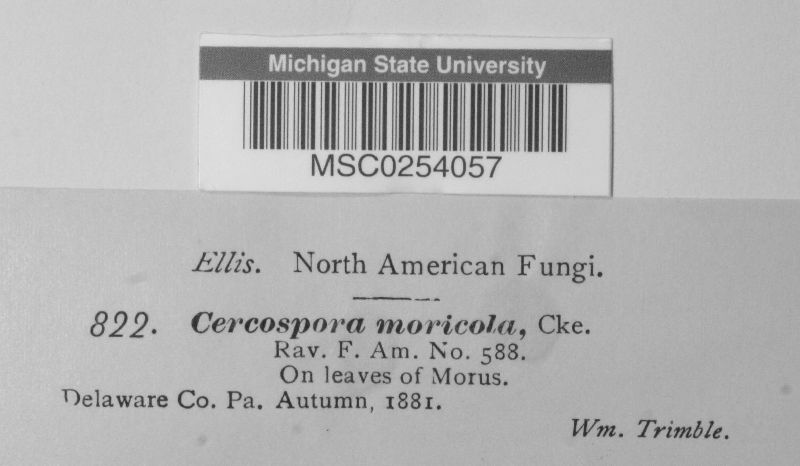 Michigan State University
MSC0254057
Ellis. North American Fungi.
822. Cercospora moricola, Cke.
Rav. F. Am. No. 588.
On leaves of Morus.
Delaware Co. Pa. Autumn, 1881.
Wm. Trimble.